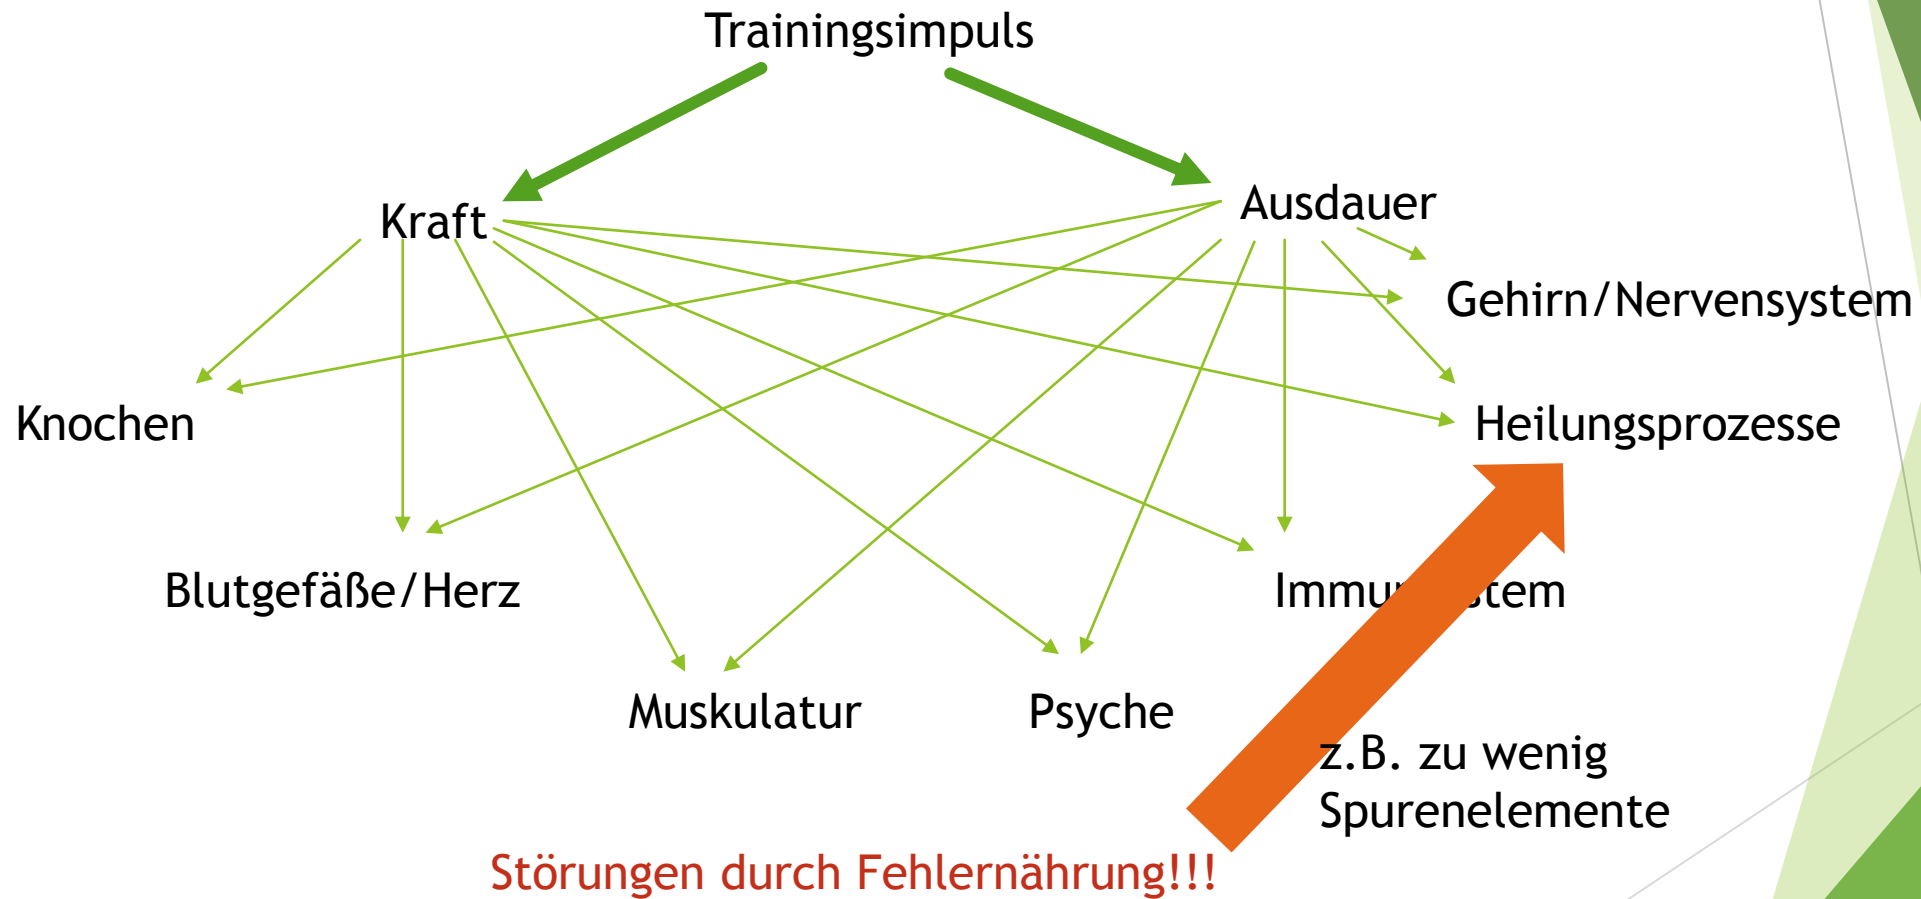 Trainingsimpuls
Kraft
Ausdauer
Gehirn/Nervensystem
Knochen
Heilungsprozesse
Blutgefäße/Herz
Muskulatur
Psyche
z.B. zu wenig
Spurenelemente
Störungen durch Fehlernährung!!!